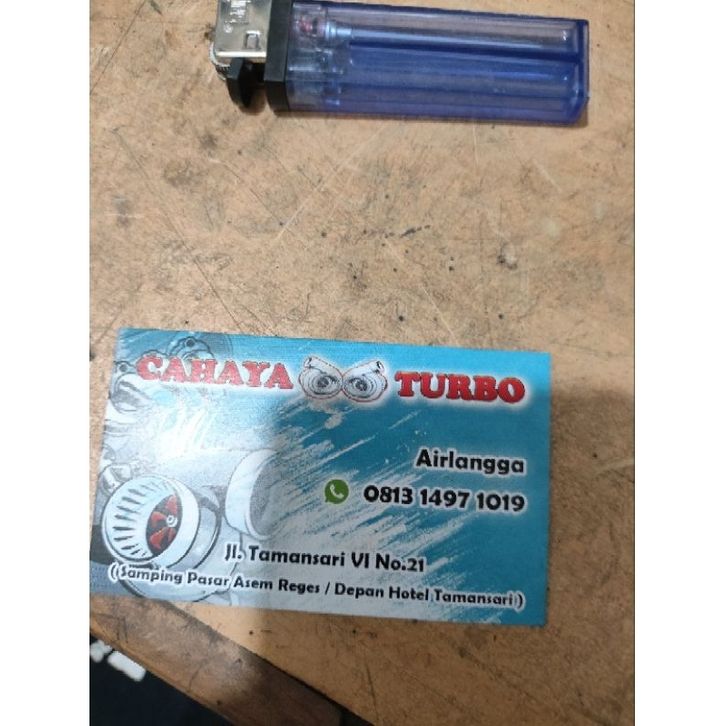 CAHAYA TURBO
Airlangga
0813 1497 1019
Jl. Tamansari VI No.21
( Samping Pasar Asem Reges / Depan Hotel Tamansari )